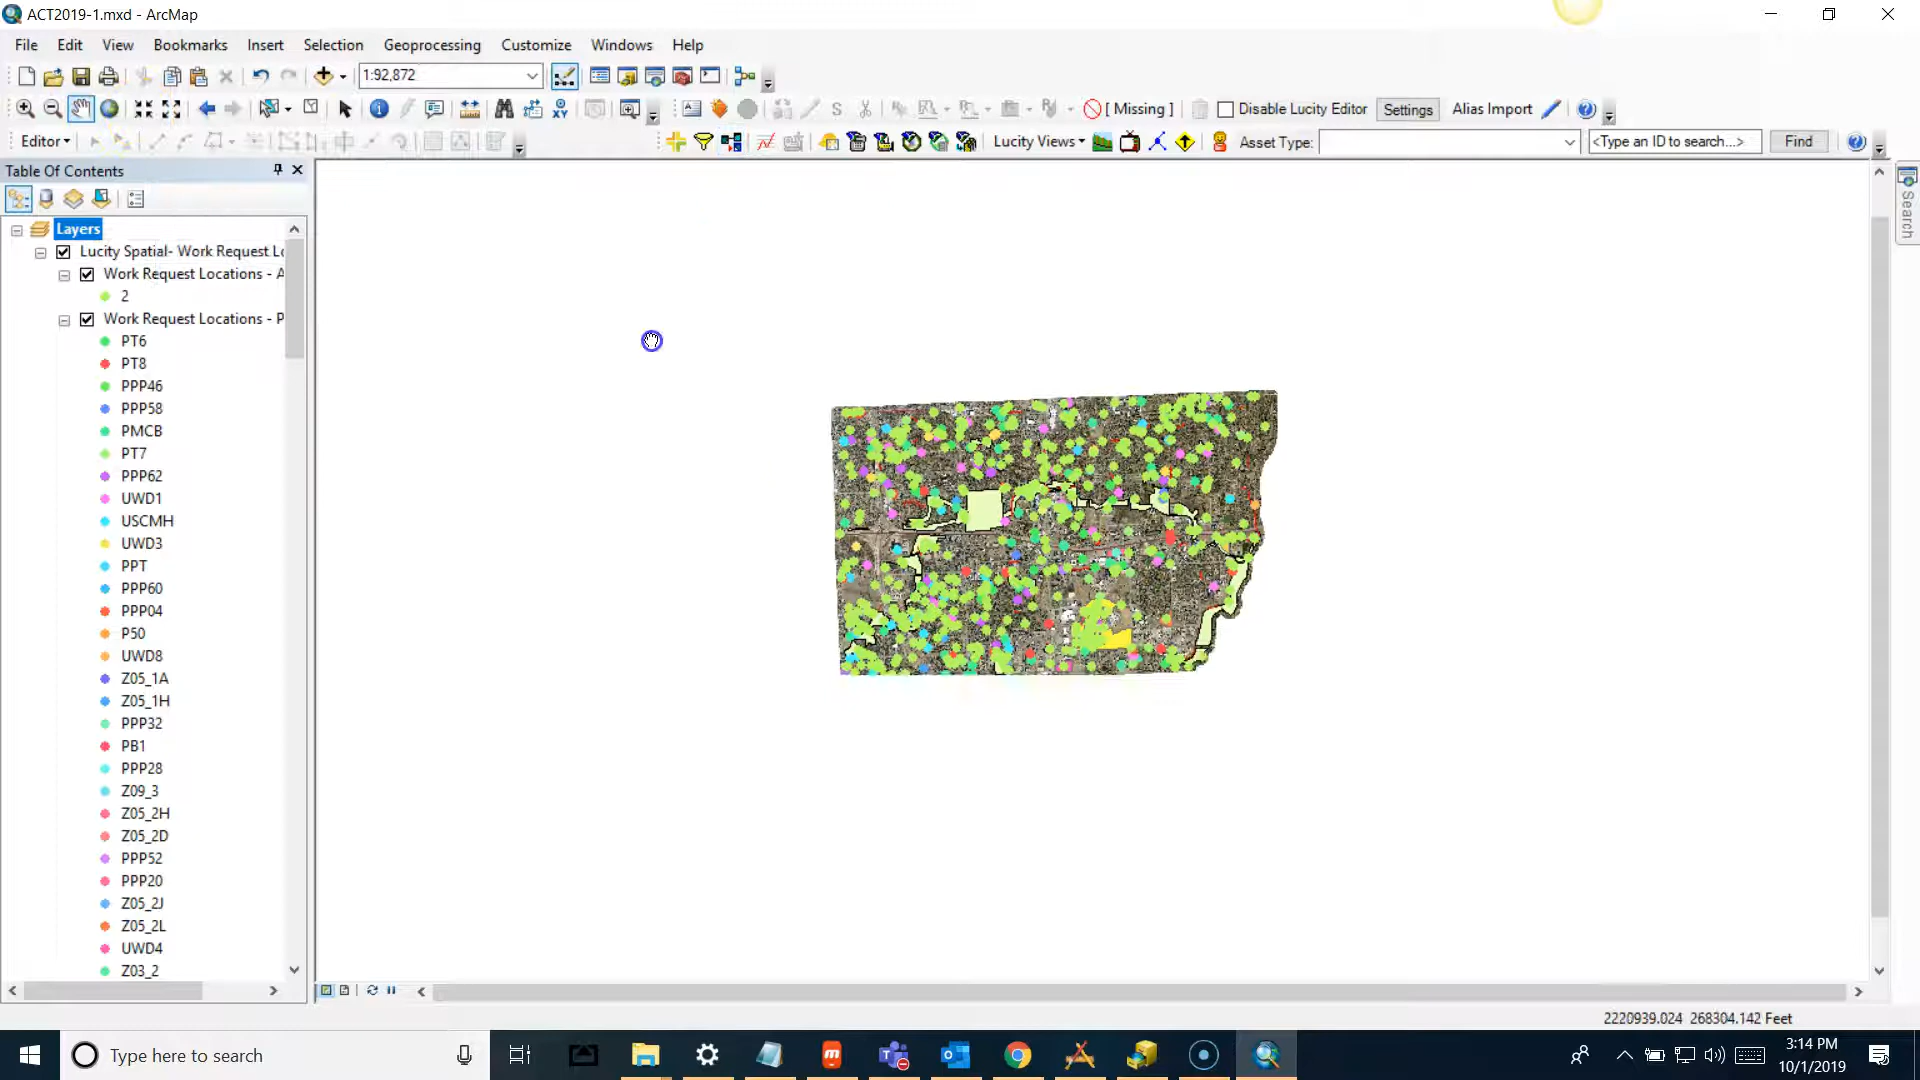 ACT2019-1.mxd - ArcMap
File Edit View Bookmarks Insert Selection Geoprocessing Customize Windows Help
1:92,872
[ Missing ] Disable Lucity Editor Settings Alias Import
Editor Lucity Views Asset Type: <Type an ID to search...> Find
Table Of Contents
Search
Layers
Lucity Spatial- Work Request Lo
Work Request Locations - A
2
Work Request Locations - P
PT6
PT8
PPP46
PPP58
PMCB
PT7
PPP62
UWD1
USCMH
UWD3
PPT
PPP60
PPP04
P50
UWD8
Z05_1A
Z05_1H
PPP32
PB1
PPP28
Z09_3
Z05_2H
Z05_2D
PPP52
PPP20
Z05_2J
Z05_2L
UWD4
Z03_2
2220939.024 268304.142 Feet
Type here to search
3:14 PM
10/1/2019